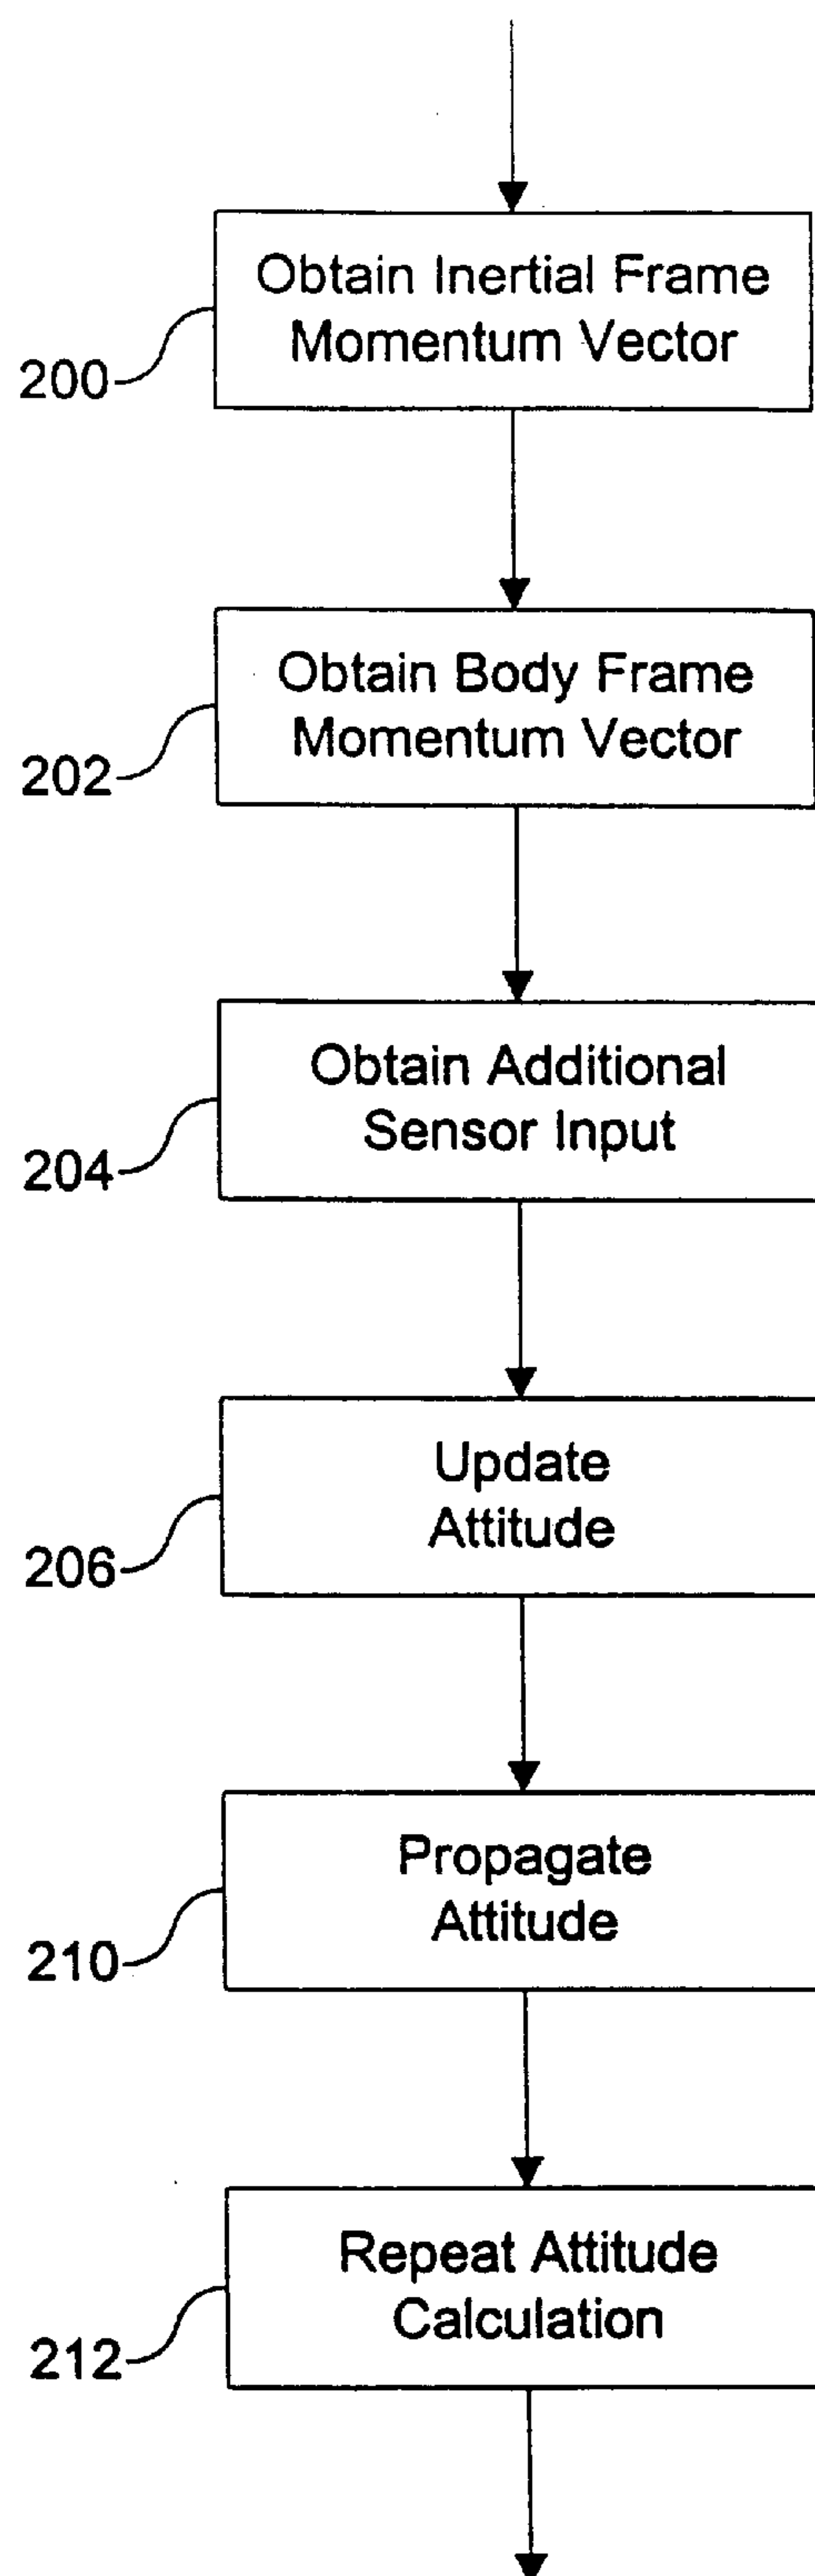 Obtain Inertial Frame
Momentum Vector
200
Obtain Body Frame
Momentum Vector
202
Obtain Additional
Sensor Input
204
Update
Attitude
206
Propagate
Attitude
210
Repeat Attitude
Calculation
212